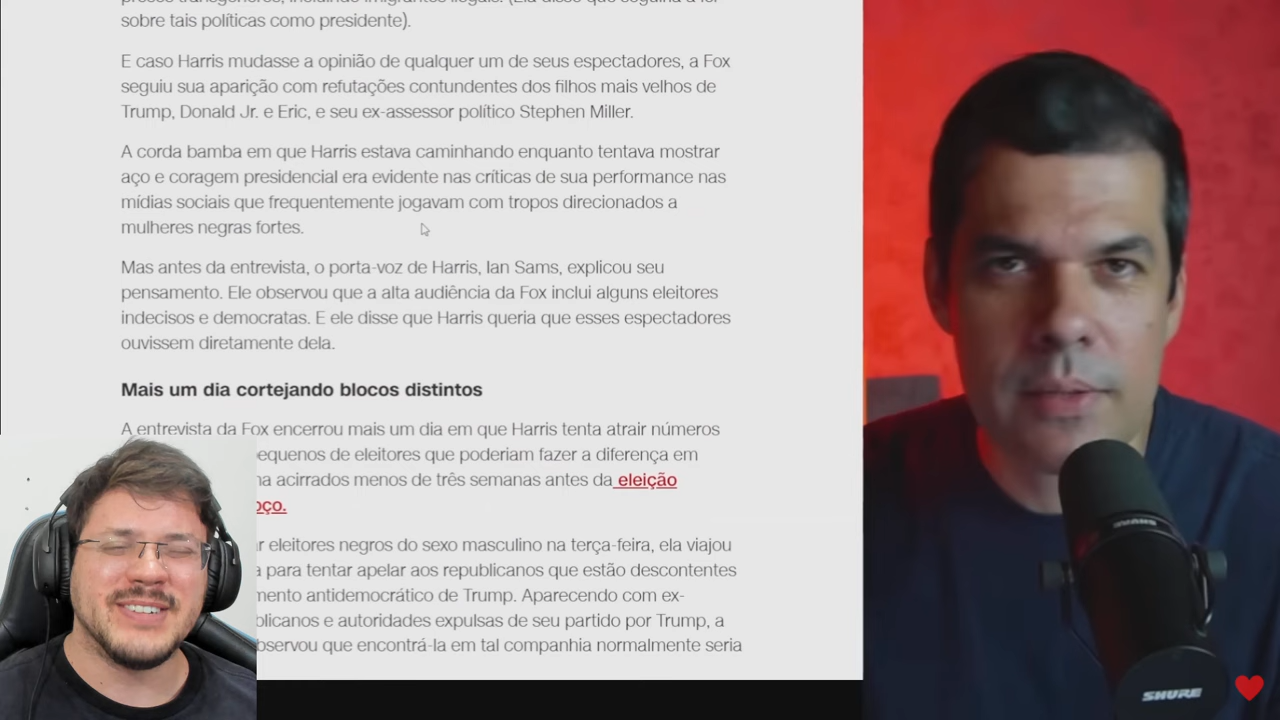 sobre tais políticas como presidente).
E caso Harris mudasse a opinião de qualquer um de seus espectadores, a Fox
seguiu sua aparição com refutações contundentes dos filhos mais velhos de
Trump, Donald Jr. e Eric, e seu ex-assessor político Stephen Miller.
A corda bamba em que Harris estava caminhando enquanto tentava mostrar
aço e coragem presidencial era evidente nas críticas de sua performance nas
mídias sociais que frequentemente jogavam com tropos direcionados a
mulheres negras fortes.
Mas antes da entrevista, o porta-voz de Harris, Ian Sams, explicou seu
pensamento. Ele observou que a alta audiência da Fox inclui alguns eleitores
indecisos e democratas. E ele disse que Harris queria que esses espectadores
ouvissem diretamente dela.
Mais um dia cortejando blocos distintos
A entrevista da Fox encerrou mais um dia em que Harris tenta atrair números
equenos de eleitores que poderiam fazer a diferença em
a acirrados menos de três semanas antes da eleição
oço.
r eleitores negros do sexo masculino na terça-feira, ela viajou
a para tentar apelar aos republicanos que estão descontentes
mento antidemocrático de Trump. Aparecendo com ex-
blicanos e autoridades expulsas de seu partido por Trump, a
bservou que encontrá-la em tal companhia normalmente seria
SHURE
SHURE